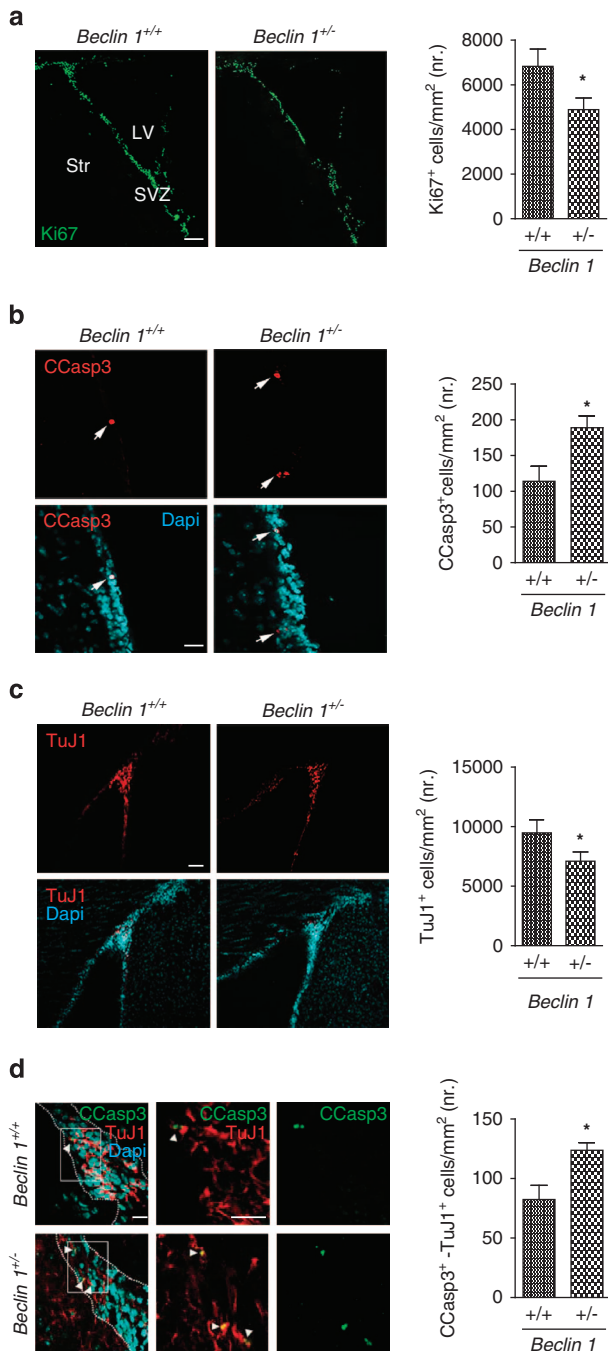 a
Beclin 1+/+
Beclin 1+/-
LV
Str
SVZ
Ki67
Ki67+ cells/mm2 (nr.)
8000
6000
4000
2000
0
*
+/+
+/-
Beclin 1
b
Beclin 1+/+
Beclin 1+/-
CCasp3
CCasp3
Dapi
CCasp3+cells/mm2 (nr.)
250
200
150
100
50
0
*
+/+
+/-
Beclin 1
c
Beclin 1+/+
Beclin 1+/-
TuJ1
TuJ1
Dapi
TuJ1+ cells/mm2 (nr.)
15000
10000
5000
0
*
+/+
+/-
Beclin 1
d
Beclin 1+/+
CCasp3
TuJ1
Dapi
CCasp3
TuJ1
CCasp3
Beclin 1+/-
CCasp3+ -TuJ1+ cells/mm2 (nr.)
150
100
50
0
*
+/+
+/-
Beclin 1